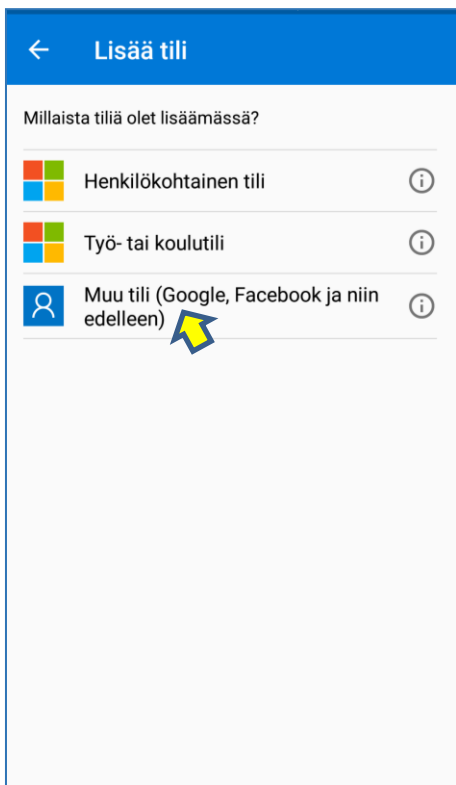 Lisää tili
Millaista tiliä olet lisäämässä?
Henkilökohtainen tili
Työ- tai koulutili
Muu tili (Google, Facebook ja niin
edelleen)